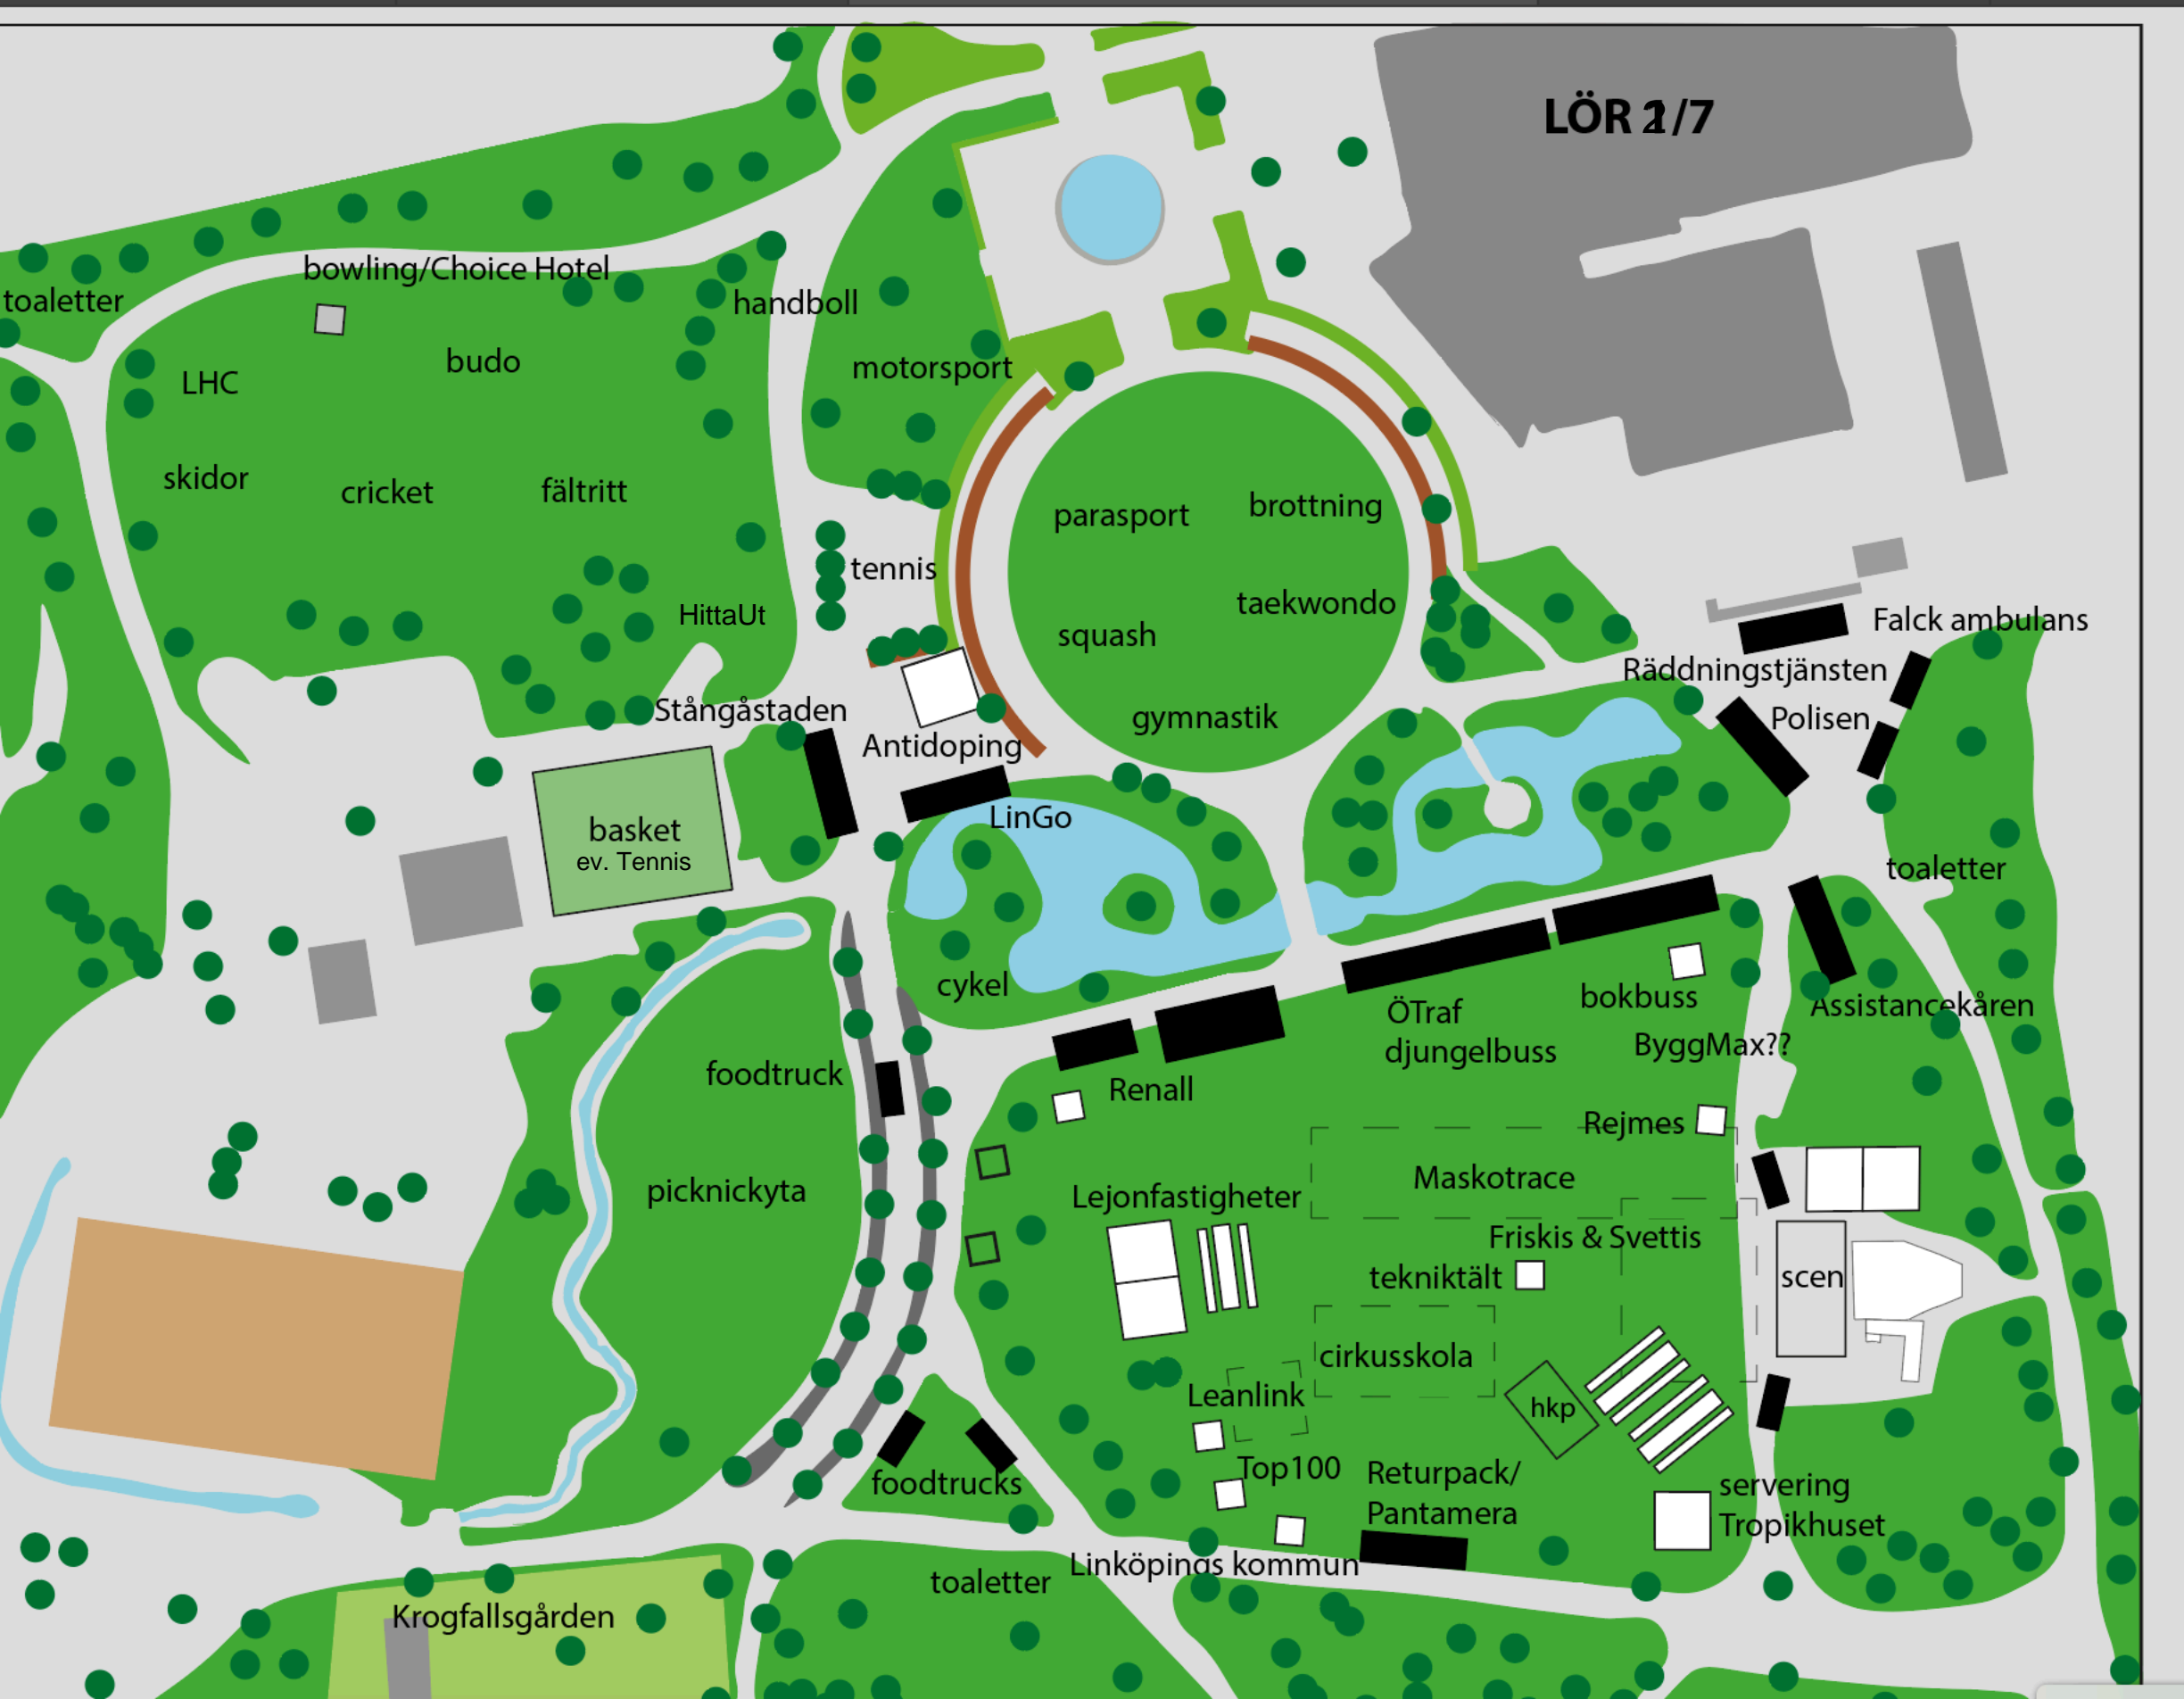 LÖR /7
bowling/Choice Hotel
toaletter
handboll
budo
motorsport
LHC
skidor
cricket
fältritt
parasport
brottning
tennis
HittaUt
taekwondo
squash
Falck ambulans
Räddningstjänsten
Stångåstaden
gymnastik
Polisen
Antidoping
LinGo
basket
ev. Tennis
toaletter
cykel
bokbuss
Assistancekåren
ÖTraf
djungelbuss
ByggMax??
foodtruck
Renall
Rejmes
Maskotrace
picknickyta
Lejonfastigheter
Friskis & Svettis
tekniktält
scen
cirkusskola
Leanlink
hkp
Top100
Returpack/
Pantamera
foodtrucks
servering
Tropikhuset
Linköpings kommun
toaletter
Krogfallsgården